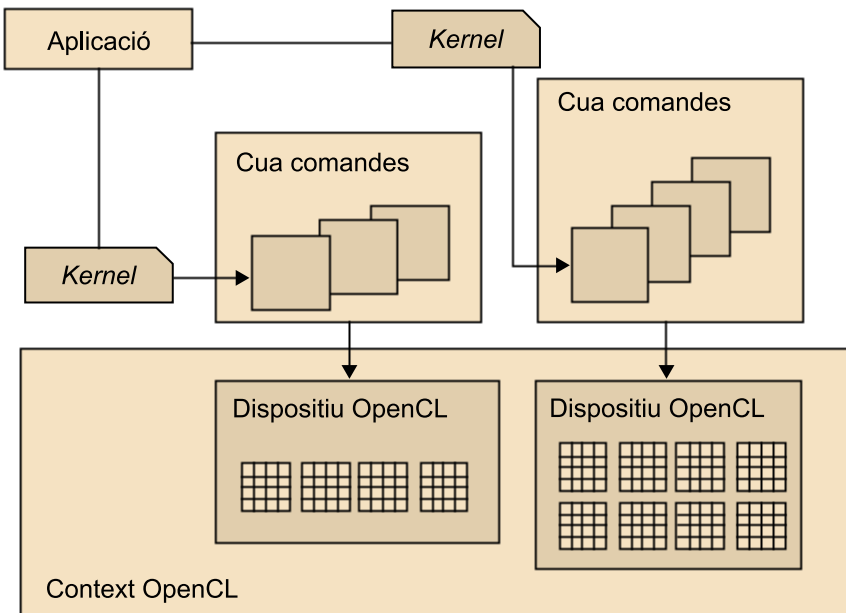 Aplicació
Kernel
Cua comandes
Cua comandes
Kernel
Dispositiu OpenCL
Dispositiu OpenCL
Context OpenCL